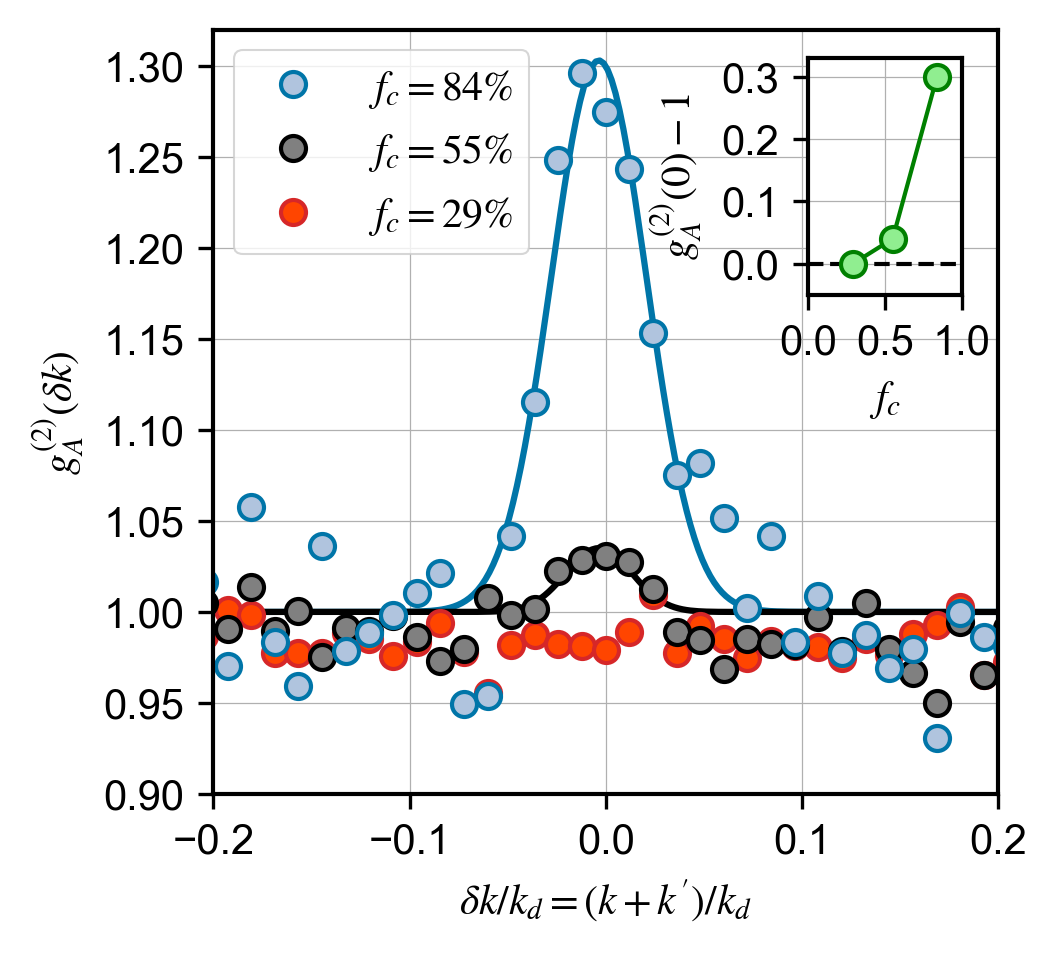 1.30
1.25
1.20
1.15
1.10
1.05
1.00
0.95
0.90
g_A^(2)(δk)
f_c = 84%
f_c = 55%
f_c = 29%
0.3
0.2
0.1
0.0
g_A^(2)(0) − 1
0.0 0.5 1.0
f_c
−0.2 −0.1 0.0 0.1 0.2
δk/k_d = (k + k′)/k_d